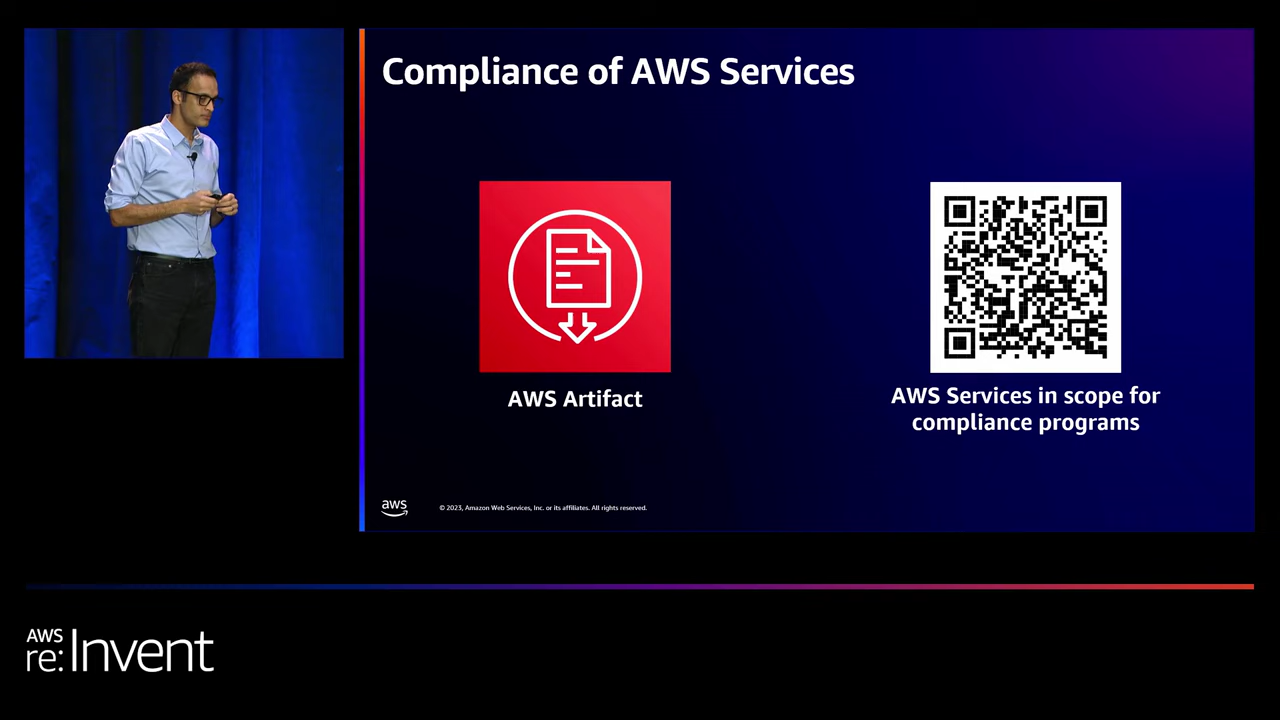 Compliance of AWS Services
AWS Artifact
AWS Services in scope for
compliance programs
aws
© 2023, Amazon Web Services, Inc. or its affiliates. All rights reserved.
AWS
re:Invent